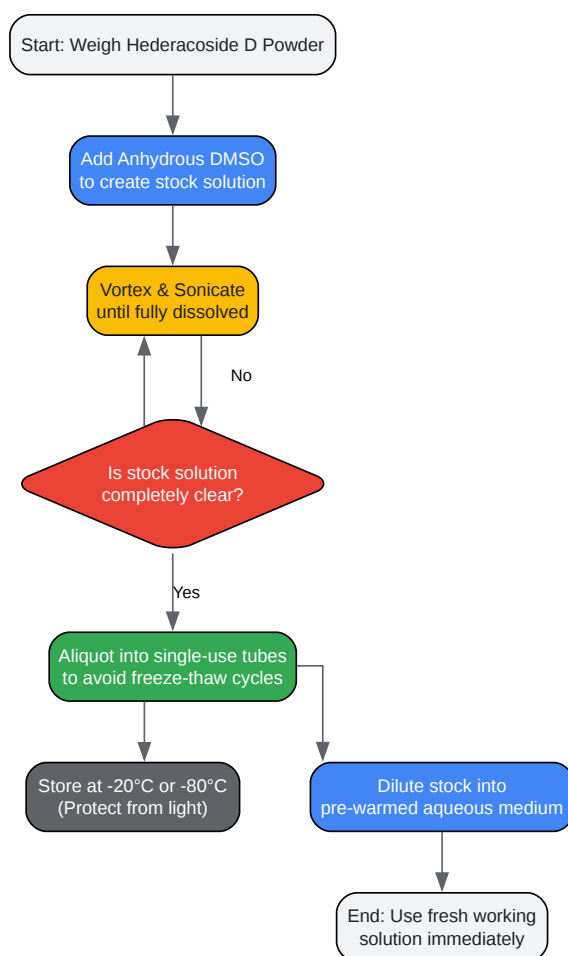 Start: Weigh Hederacoside D Powder
Add Anhydrous DMSO
to create stock solution
Vortex & Sonicate
until fully dissolved
No
Is stock solution
completely clear?
Yes
Aliquot into single-use tubes
to avoid freeze-thaw cycles
Store at -20°C or -80°C
(Protect from light)
Dilute stock into
pre-warmed aqueous medium
End: Use fresh working
solution immediately